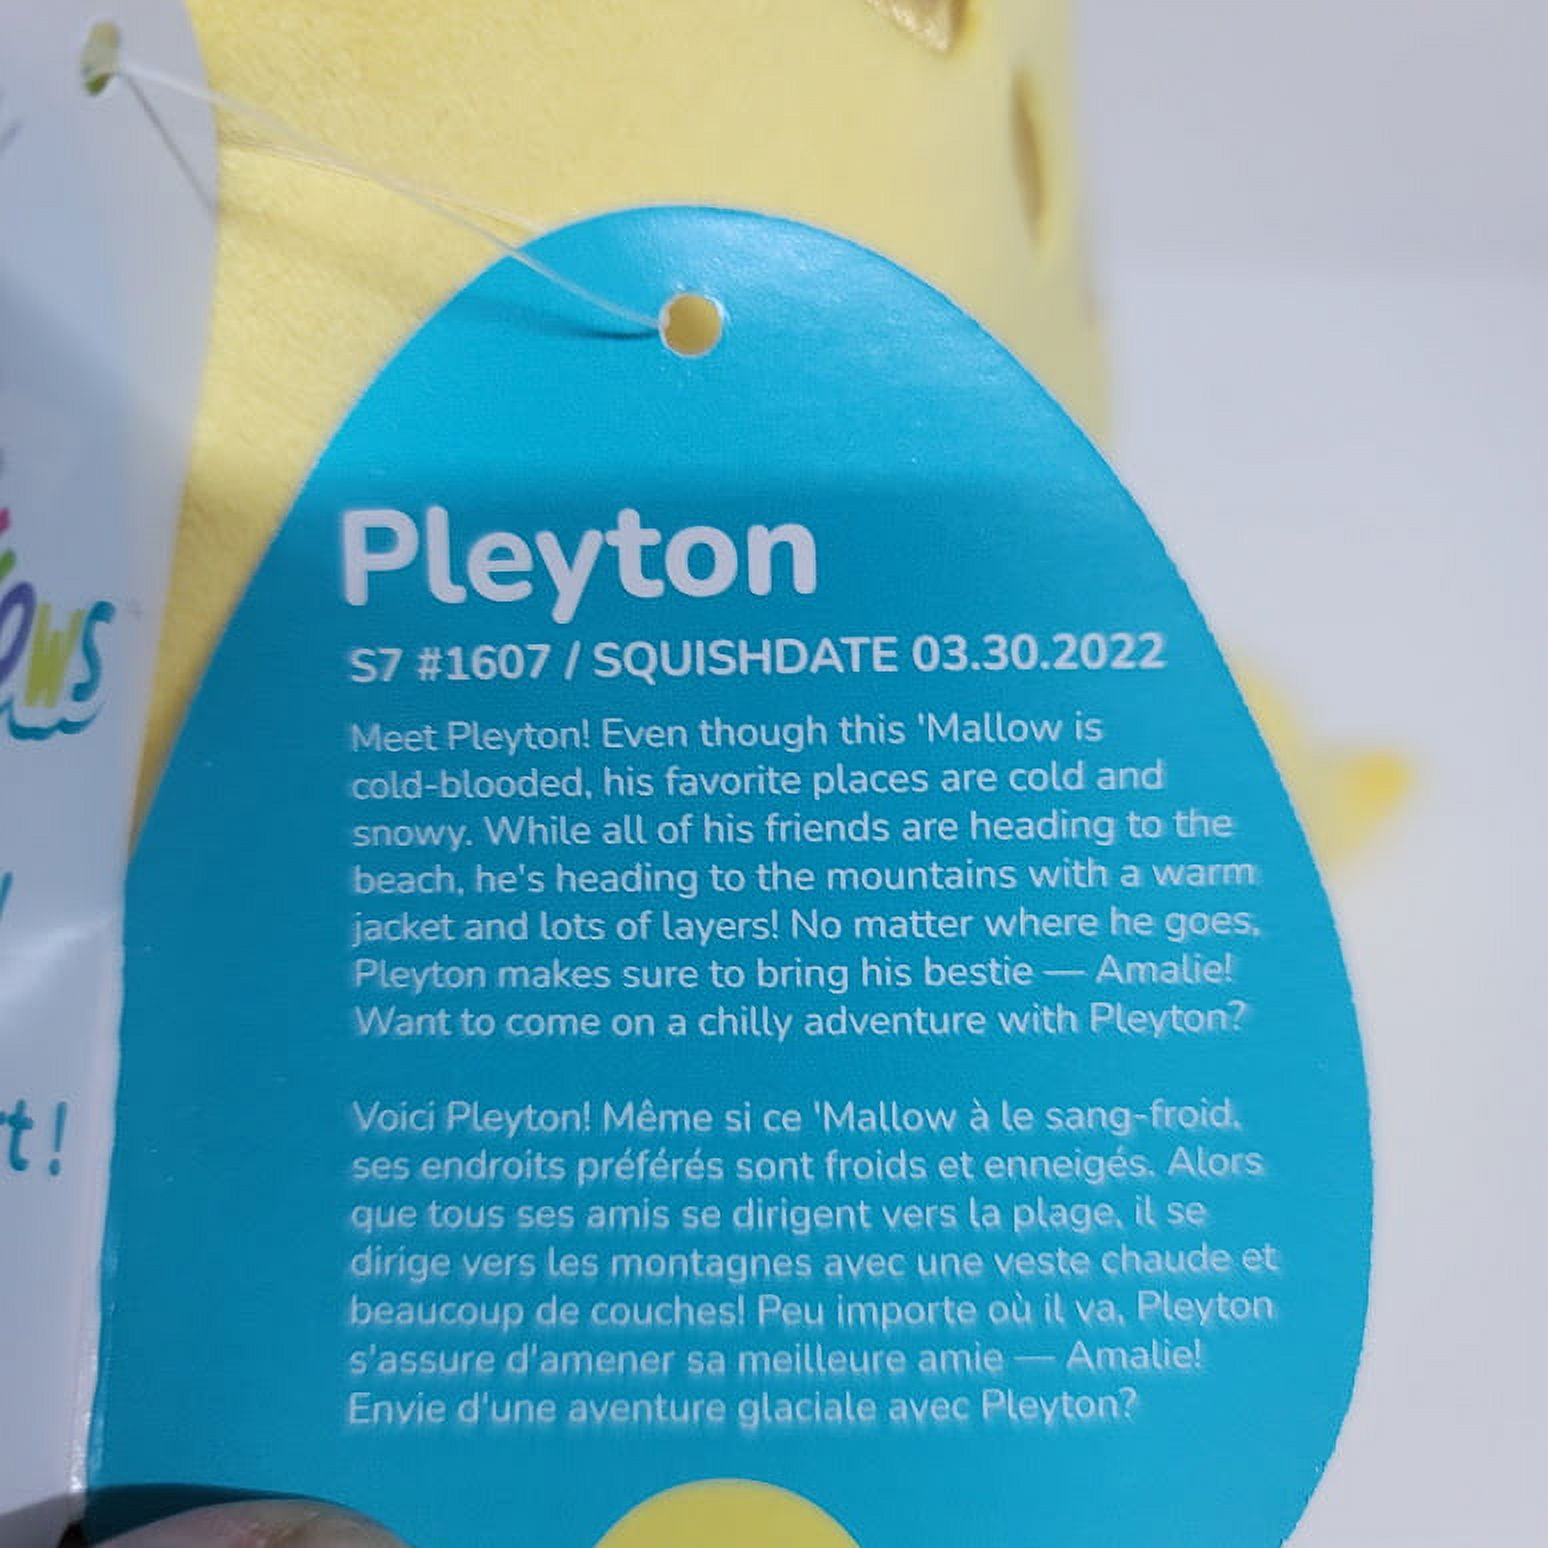 Pleyton
S7 #1607 / SQUISHDATE 03.30.2022
Meet Pleyton! Even though this 'Mallow is
cold-blooded, his favorite places are cold and
snowy. While all of his friends are heading to the
beach, he's heading to the mountains with a warm
jacket and lots of layers! No matter where he goes,
Pleyton makes sure to bring his bestie — Amalie!
Want to come on a chilly adventure with Pleyton?
Voici Pleyton! Même si ce 'Mallow à le sang-froid,
ses endroits préférés sont froids et enneigés. Alors
que tous ses amis se dirigent vers la plage, il se
dirige vers les montagnes avec une veste chaude et
beaucoup de couches! Peu importe où il va, Pleyton
s'assure d'amener sa meilleure amie — Amalie!
Envie d'une aventure glaciale avec Pleyton?